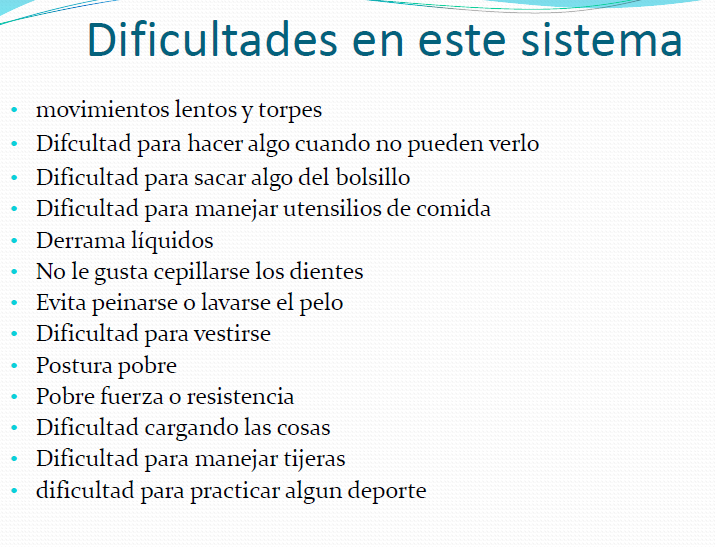 Dificultades en este sistema
• movimientos lentos y torpes
• Difcultad para hacer algo cuando no pueden verlo
• Dificultad para sacar algo del bolsillo
• Dificultad para manejar utensilios de comida
• Derrama líquidos
• No le gusta cepillarse los dientes
• Evita peinarse o lavarse el pelo
• Dificultad para vestirse
• Postura pobre
• Pobre fuerza o resistencia
• Dificultad cargando las cosas
• Dificultad para manejar tijeras
• dificultad para practicar algun deporte